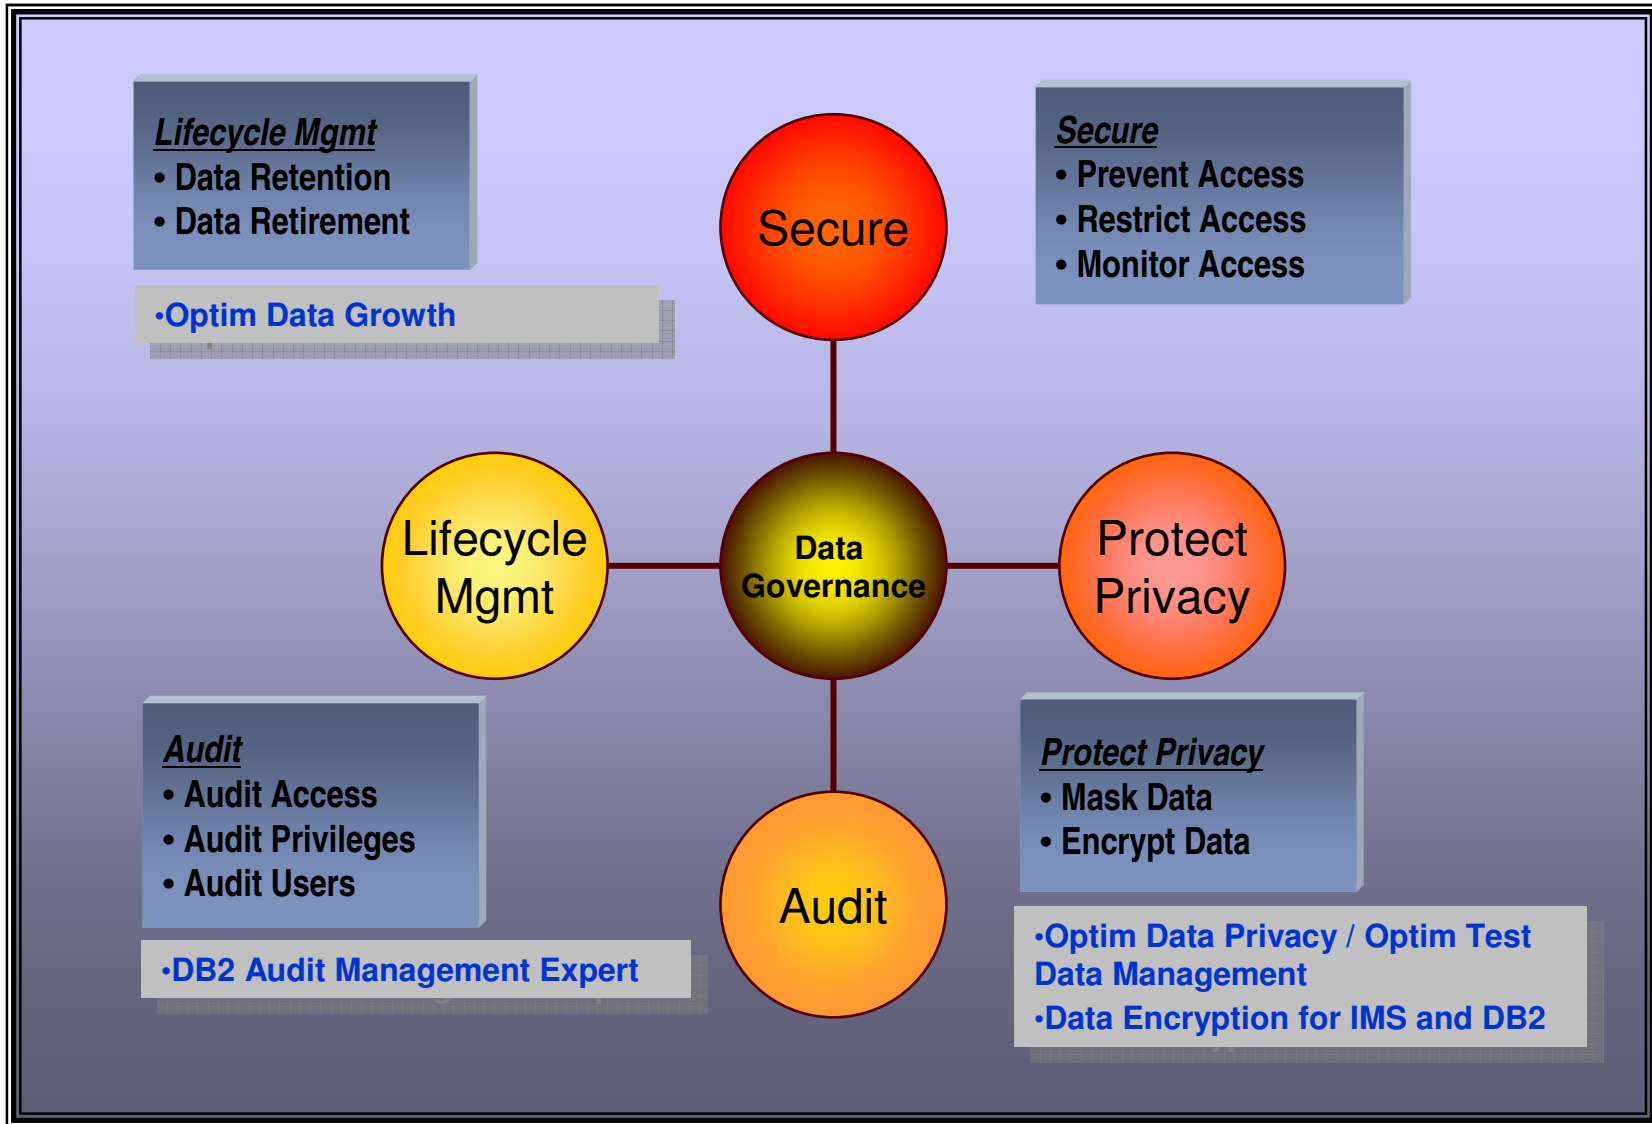 Lifecycle Mgmt
• Data Retention
• Data Retirement
•Optim Data Growth
Secure
Secure
• Prevent Access
• Restrict Access
• Monitor Access
Lifecycle
Mgmt
Data
Governance
Protect
Privacy
Audit
• Audit Access
• Audit Privileges
• Audit Users
•DB2 Audit Management Expert
Audit
Protect Privacy
• Mask Data
• Encrypt Data
•Optim Data Privacy / Optim Test
Data Management
•Data Encryption for IMS and DB2